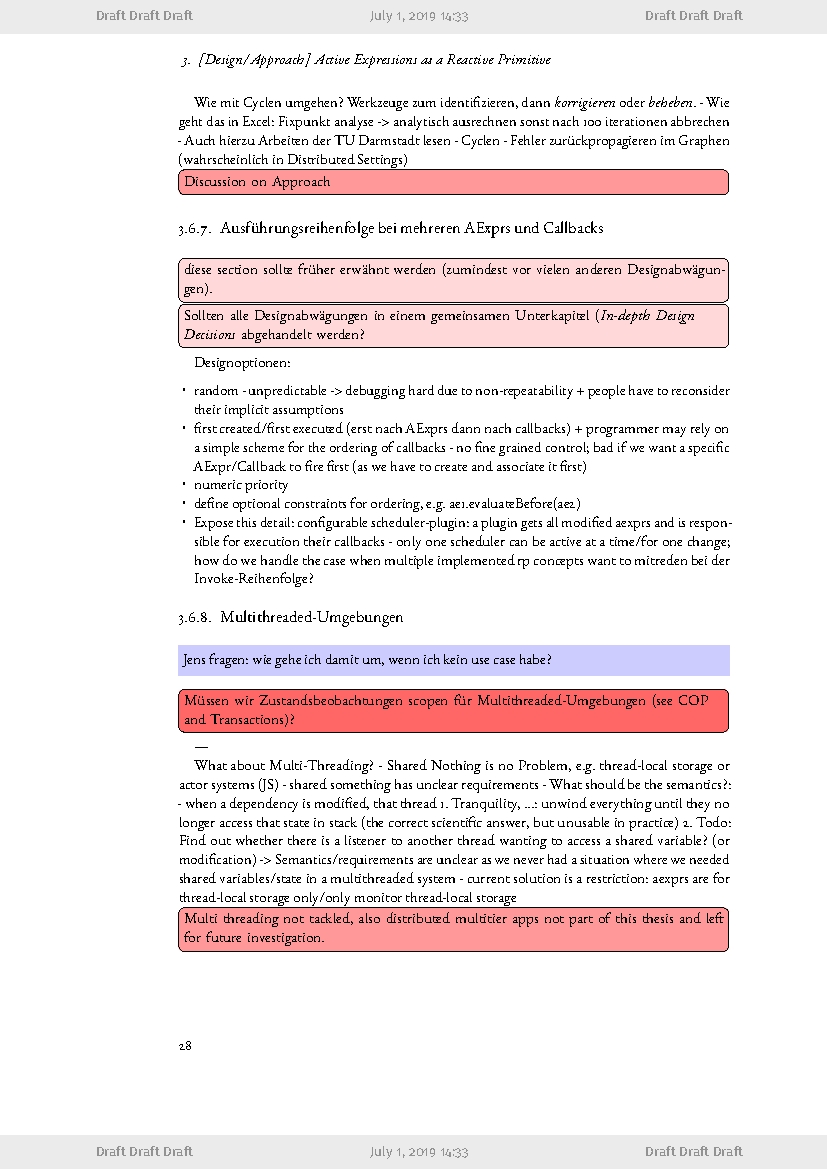 Draft Draft Draft July 1, 2019 14:33 Draft Draft Draft
3. [Design/Approach] Active Expressions as a Reactive Primitive
Wie mit Cyclen umgehen? Werkzeuge zum identifizieren, dann korrigieren oder beheben. - Wie
geht das in Excel: Fixpunkt analyse -> analytisch ausrechnen sonst nach 100 iterationen abbrechen
- Auch hierzu Arbeiten der TU Darmstadt lesen - Cyclen - Fehler zurückpropagieren im Graphen
(wahrscheinlich in Distributed Settings)
Discussion on Approach
3.6.7. Ausführungsreihenfolge bei mehreren AExprs und Callbacks
diese section sollte früher erwähnt werden (zumindest vor vielen anderen Designabwägun-
gen).
Sollten alle Designabwägungen in einem gemeinsamen Unterkapitel (In-depth Design
Decisions abgehandelt werden?
Designoptionen:
• random - unpredictable -> debugging hard due to non-repeatability + people have to reconsider
their implicit assumptions
• first created/first executed (erst nach AExprs dann nach callbacks) + programmer may rely on
a simple scheme for the ordering of callbacks - no fine grained control; bad if we want a specific
AExpr/Callback to fire first (as we have to create and associate it first)
• numeric priority
• define optional constraints for ordering, e.g. ae1.evaluateBefore(ae2)
• Expose this detail: configurable scheduler-plugin: a plugin gets all modified aexprs and is respon-
sible for execution their callbacks - only one scheduler can be active at a time/for one change;
how do we handle the case when multiple implemented rp concepts want to mitreden bei der
Invoke-Reihenfolge?
3.6.8. Multithreaded-Umgebungen
Jens fragen: wie gehe ich damit um, wenn ich kein use case habe?
Müssen wir Zustandsbeobachtungen scopen für Multithreaded-Umgebungen (see COP
and Transactions)?
—
What about Multi-Threading? - Shared Nothing is no Problem, e.g. thread-local storage or
actor systems (JS) - shared something has unclear requirements - What should be the semantics?:
- when a dependency is modified, that thread 1. Tranquility, ...: unwind everything until they no
longer access that state in stack (the correct scientific answer, but unusable in practice) 2. Todo:
Find out whether there is a listener to another thread wanting to access a shared variable? (or
modification) -> Semantics/requirements are unclear as we never had a situation where we needed
shared variables/state in a multithreaded system - current solution is a restriction: aexprs are for
thread-local storage only/only monitor thread-local storage
Multi threading not tackled, also distributed multitier apps not part of this thesis and left
for future investigation.
28
Draft Draft Draft July 1, 2019 14:33 Draft Draft Draft